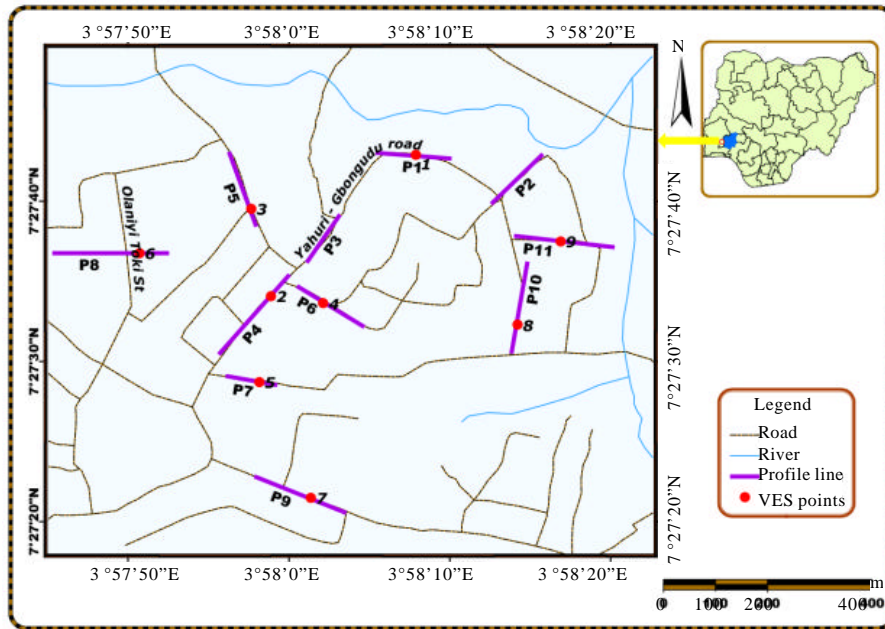 3 °57'50’’E 3 °58'0’’E 3 °58'10’’E 3 °58'20’’E
N
Yahuri - Gbongudu road
P1 1
P2
P5 3
7°27'40’’N
Olaniyi Toki St
P3
P11 9
7°27'40’’N
P8 6
P10
2
P6 4
P4
8
7°27'30’’N
7°27'30’’N
P7 5
Legend
Road
River
Profile line
VES points
P9 7
7°27'20’’N
7 °27'20’’N
3 °57'50’’E 3 °58'0’’E 3 °58'10’’E 3 °58'20’’E
0 100 200 400 m